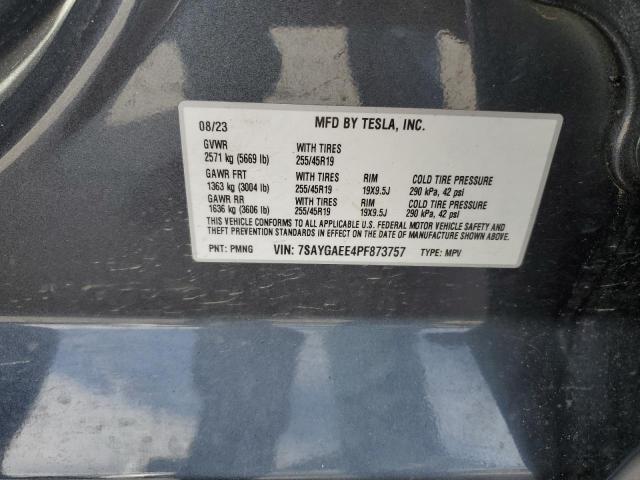 08/23 MFD BY TESLA, INC.
GVWR WITH TIRES
2571 kg (5669 lb) 255/45R19
GAWR FRT WITH TIRES RIM COLD TIRE PRESSURE
1363 kg (3004 lb) 255/45R19 19X9.5J 290 kPa, 42 psi
GAWR RR WITH TIRES RIM COLD TIRE PRESSURE
1636 kg (3606 lb) 255/45R19 19X9.5J 290 kPa, 42 psi
THIS VEHICLE CONFORMS TO ALL APPLICABLE U.S. FEDERAL MOTOR VEHICLE SAFETY AND
THEFT PREVENTION STANDARDS IN EFFECT ON THE DATE OF MANUFACTURE SHOWN ABOVE.
PNT: PMNG VIN: 7SAYGAEE4PF873757 TYPE: MPV